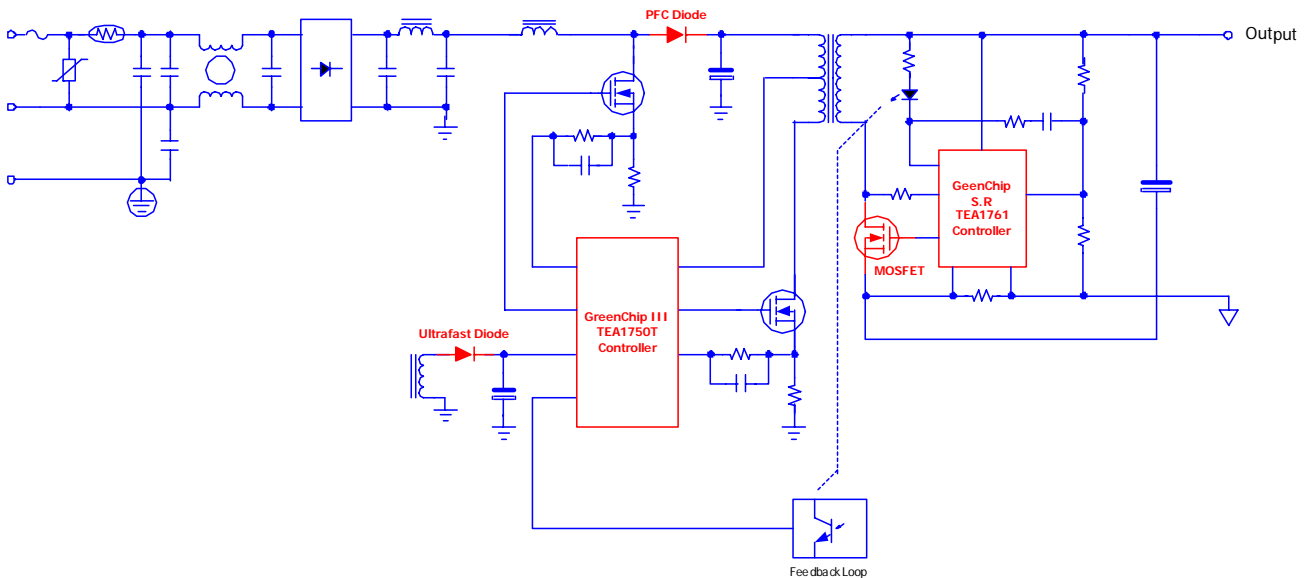 PFC Diode
Output
GeenChip
S.R
TEA1761
Controller
MOSFET
GreenChip III
TEA1750T
Controller
Ultrafast Diode
Feedback Loop